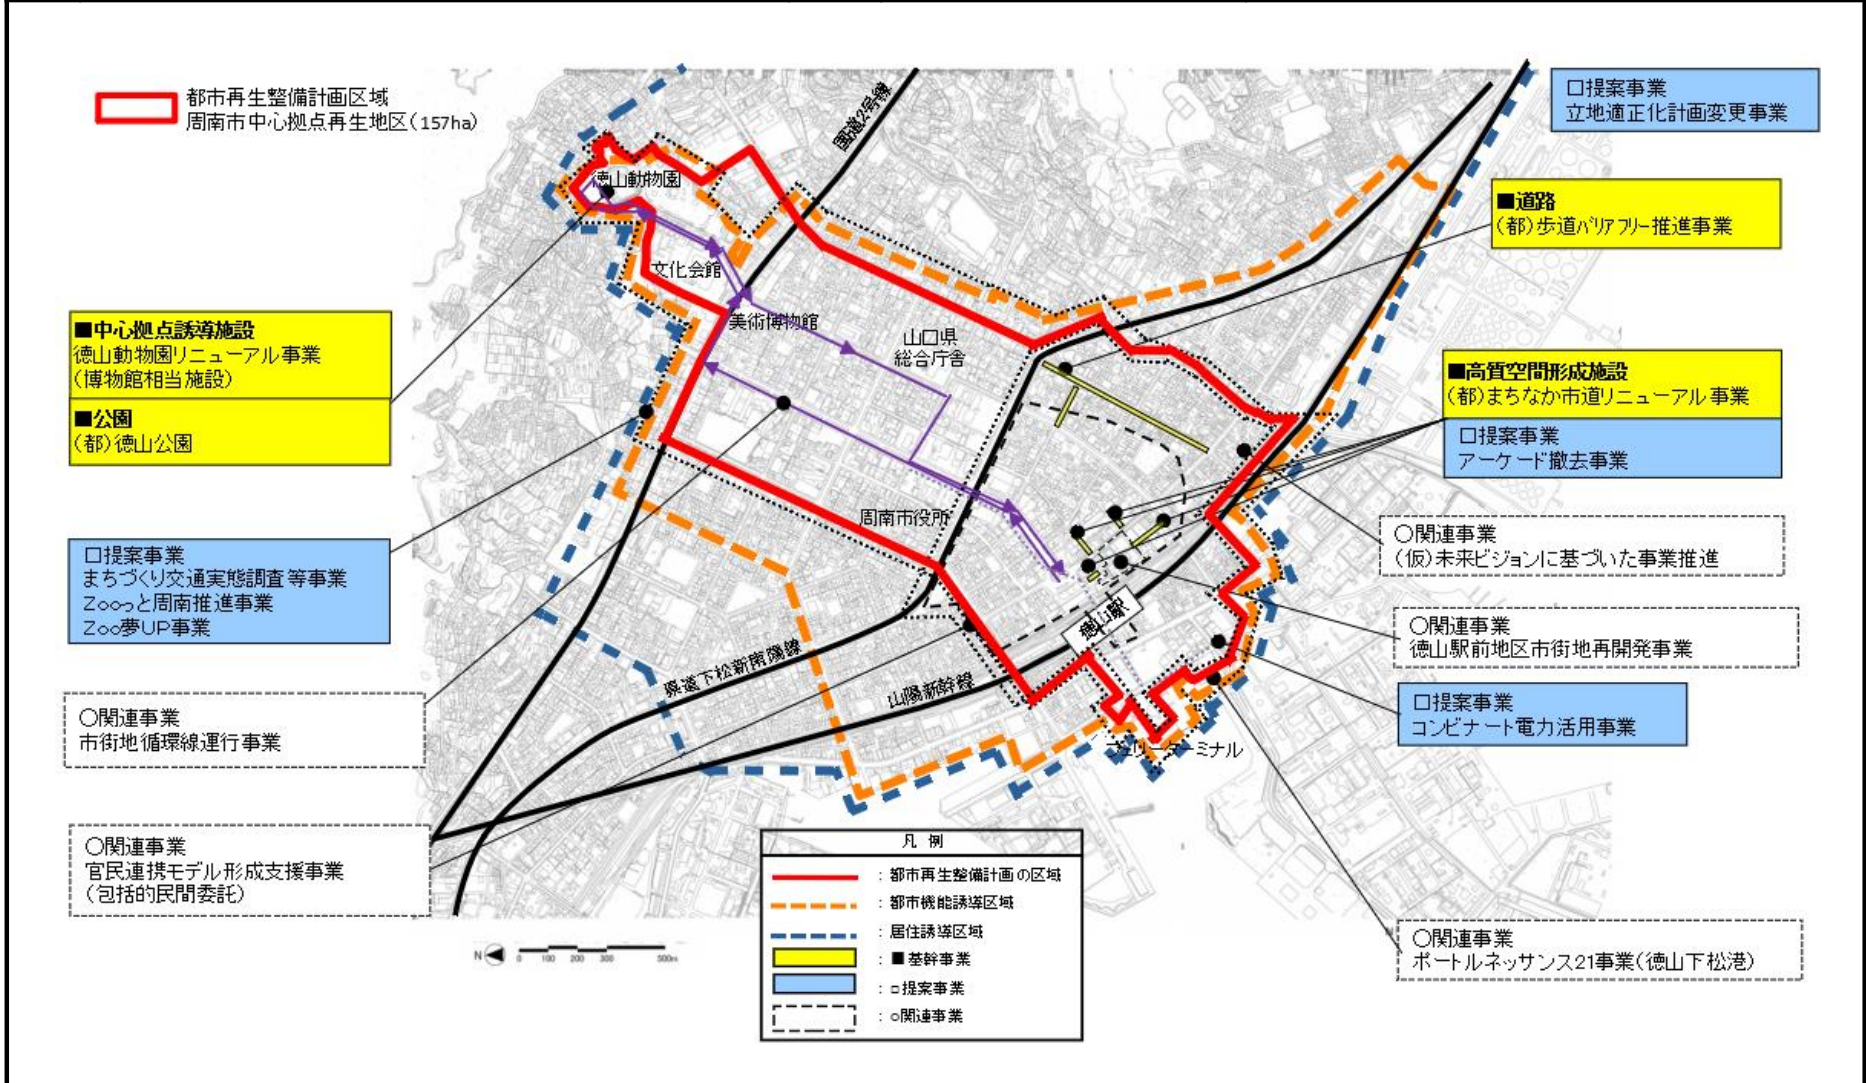 都市再生整備計画区域
周南市中心拠点再生地区(157ha)
国道2号線
□提案事業
立地適正化計画変更事業
徳山動物園
■道路
(都)歩道バリアフリー推進事業
文化会館
■中心拠点誘導施設
徳山動物園リニューアル事業
(博物館相当施設)
■公園
(都)徳山公園
美術博物館
山口県
総合庁舎
■高質空間形成施設
(都)まちなか市道リニューアル事業
□提案事業
アーケード撤去事業
周南市役所
□提案事業
まちづくり交通実態調査等事業
Zooっと周南推進事業
Zoo夢UP事業
○関連事業
(仮)未来ビジョンに基づいた事業推進
徳山駅
○関連事業
徳山駅前地区市街地再開発事業
県道下松新南陽線
山陽新幹線
□提案事業
コンビナート電力活用事業
○関連事業
市街地循環線運行事業
フェリーターミナル
○関連事業
官民連携モデル形成支援事業
(包括的民間委託)
凡 例
：都市再生整備計画の区域
：都市機能誘導区域
：居住誘導区域
：■基幹事業
：□提案事業
：○関連事業
N
0 100 200 300 500m
○関連事業
ポートルネッサンス21事業(徳山下松港)